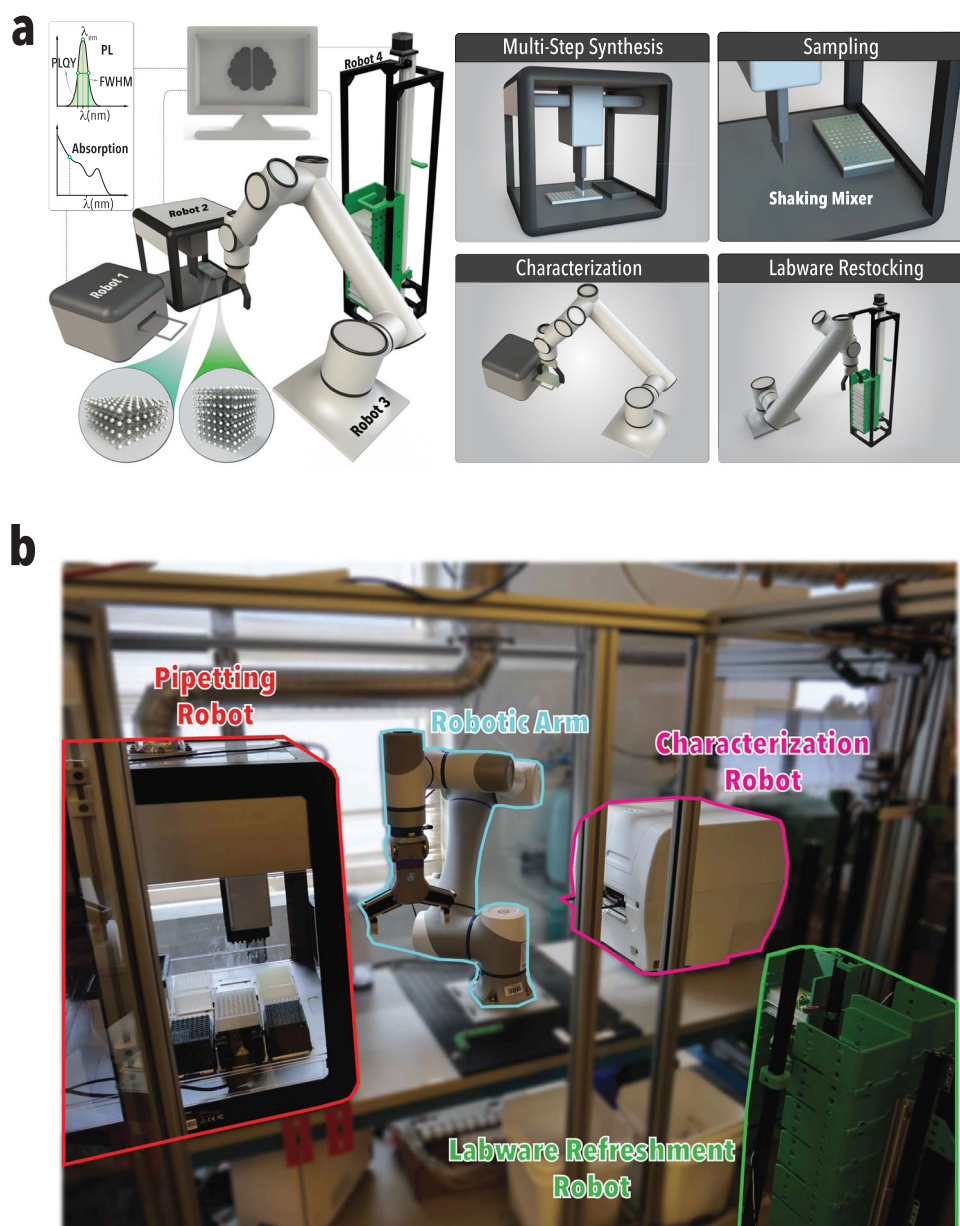 a
λem
PL
PLQY
FWHM
λ(nm)
Absorption
λ(nm)
Robot 1
Robot 2
Robot 3
Robot 4
Multi-Step Synthesis
Sampling
Shaking Mixer
Characterization
Labware Restocking
b
Pipetting
Robot
Robotic Arm
Characterization
Robot
Labware Refreshment
Robot